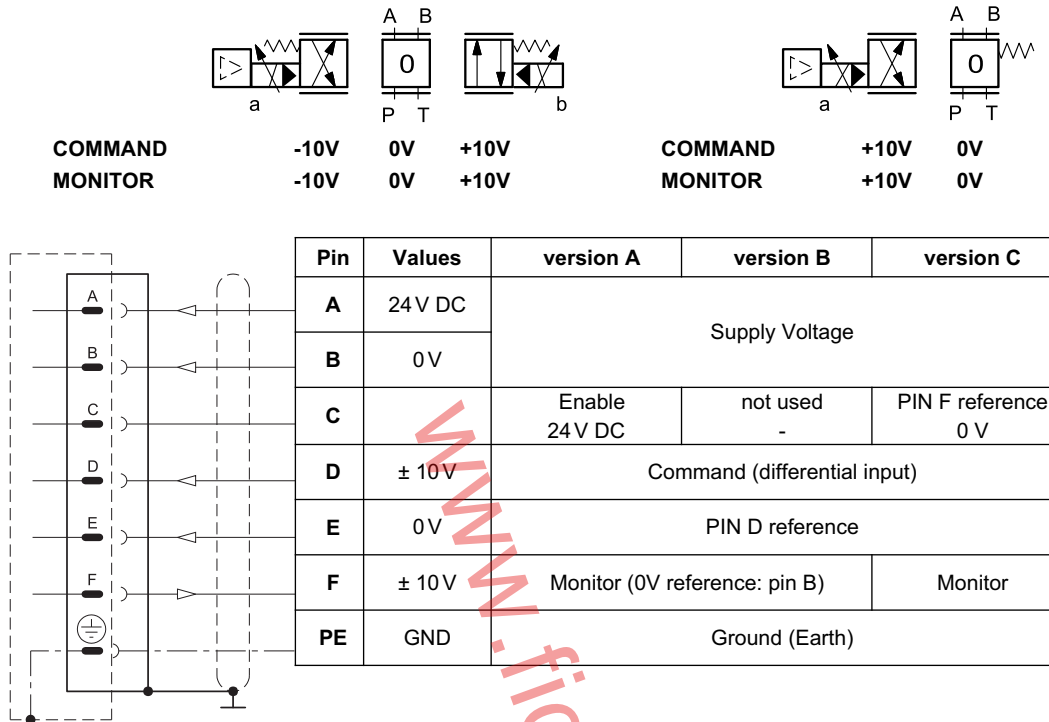 A B A B
0 0
a b a
P T P T
COMMAND -10V 0V +10V COMMAND +10V 0V
MONITOR -10V 0V +10V MONITOR +10V 0V
Pin Values version A version B version C
A A 24 V DC Supply Voltage
B B 0 V
C C Enable not used PIN F reference
24 V DC - 0 V
D D ± 10 V Command (differential input)
E E 0 V PIN D reference
F F ± 10 V Monitor (0V reference: pin B) Monitor
PE GND Ground (Earth)